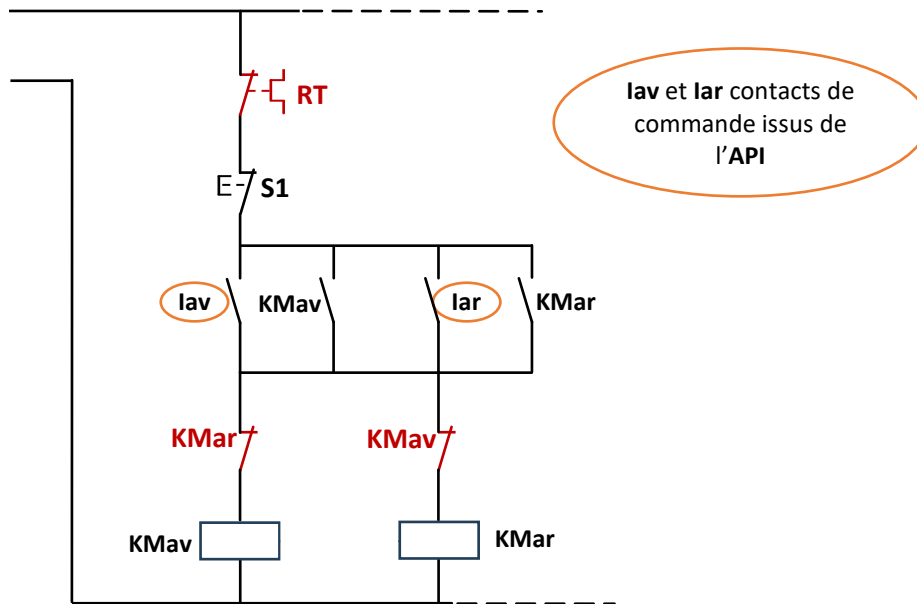 RT
Iav et Iar contacts de
commande issus de
l'API
S1
Iav
KMav
Iar
KMar
KMar
KMav
KMav
KMar